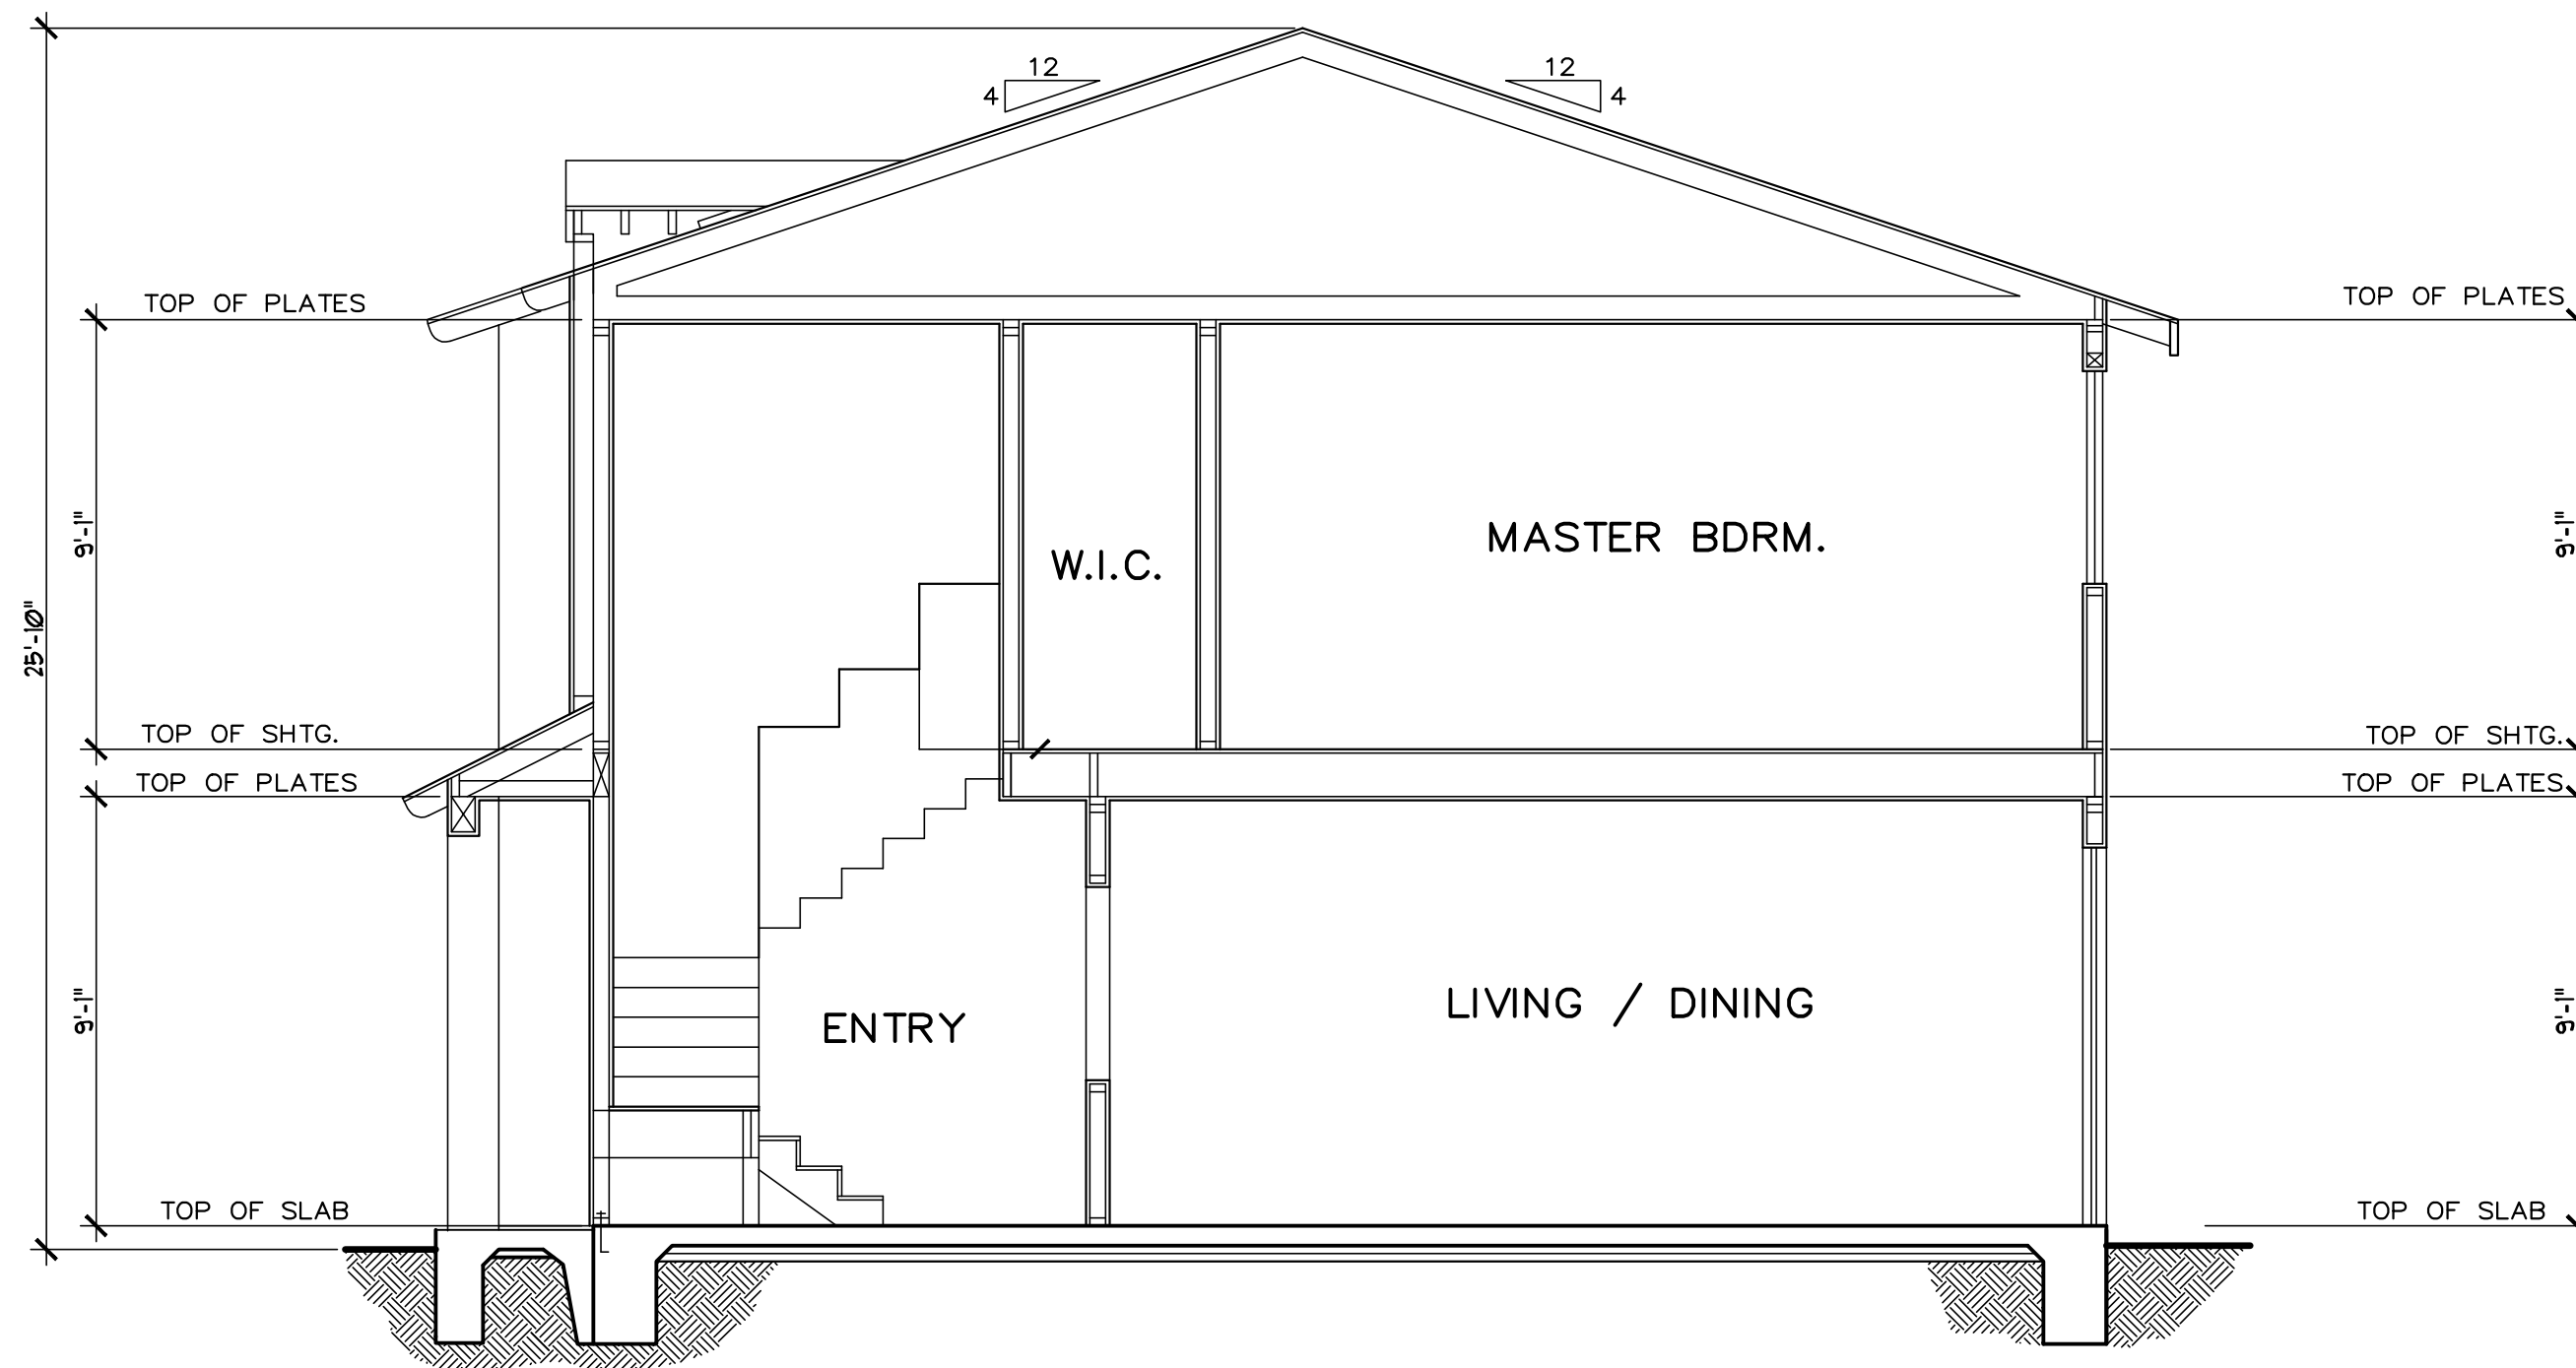 12
4
12
4
TOP OF PLATES
TOP OF PLATES
9'-1"
9'-1"
MASTER BDRM.
W.I.C.
25'-10"
TOP OF SHTG.
TOP OF SHTG.
TOP OF PLATES
TOP OF PLATES
9'-1"
9'-1"
LIVING / DINING
ENTRY
TOP OF SLAB
TOP OF SLAB